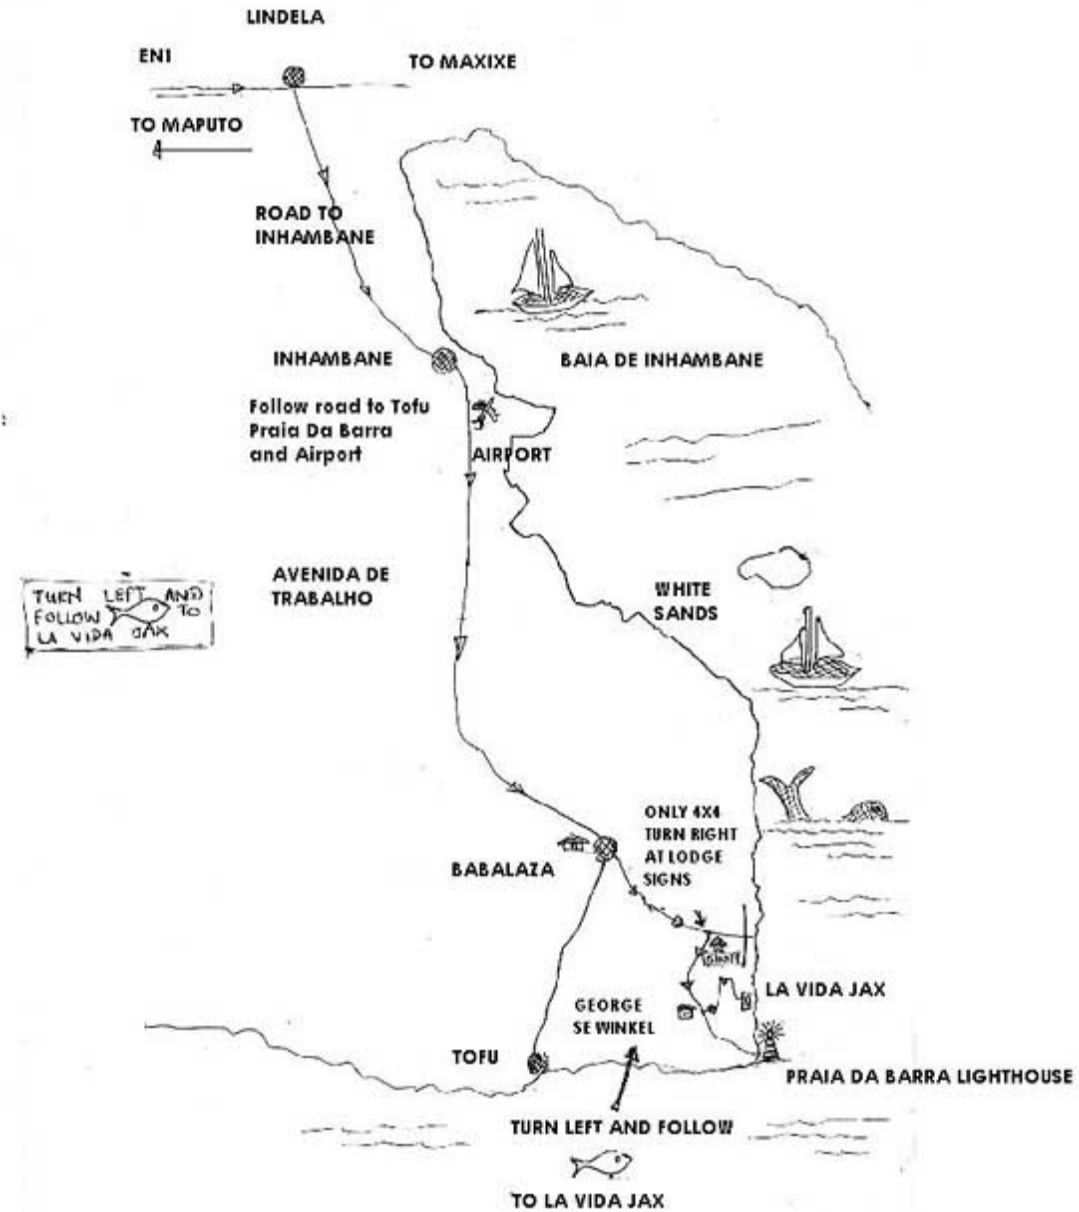 LINDELA
EN1
TO MAXIXE
TO MAPUTO
ROAD TO
INHAMBANE
INHAMBANE
BAIA DE INHAMBANE
Follow road to Tofu
Praia Da Barra
and Airport
AIRPORT
AVENIDA DE
TRABALHO
WHITE
SANDS
TURN LEFT AND
FOLLOW TO
LA VIDA JAX
ONLY 4X4
TURN RIGHT
AT LODGE
SIGNS
BABALAZA
LA VIDA JAX
GEORGE
SE WINKEL
TOFU
PRAIA DA BARRA LIGHTHOUSE
TURN LEFT AND FOLLOW
TO LA VIDA JAX